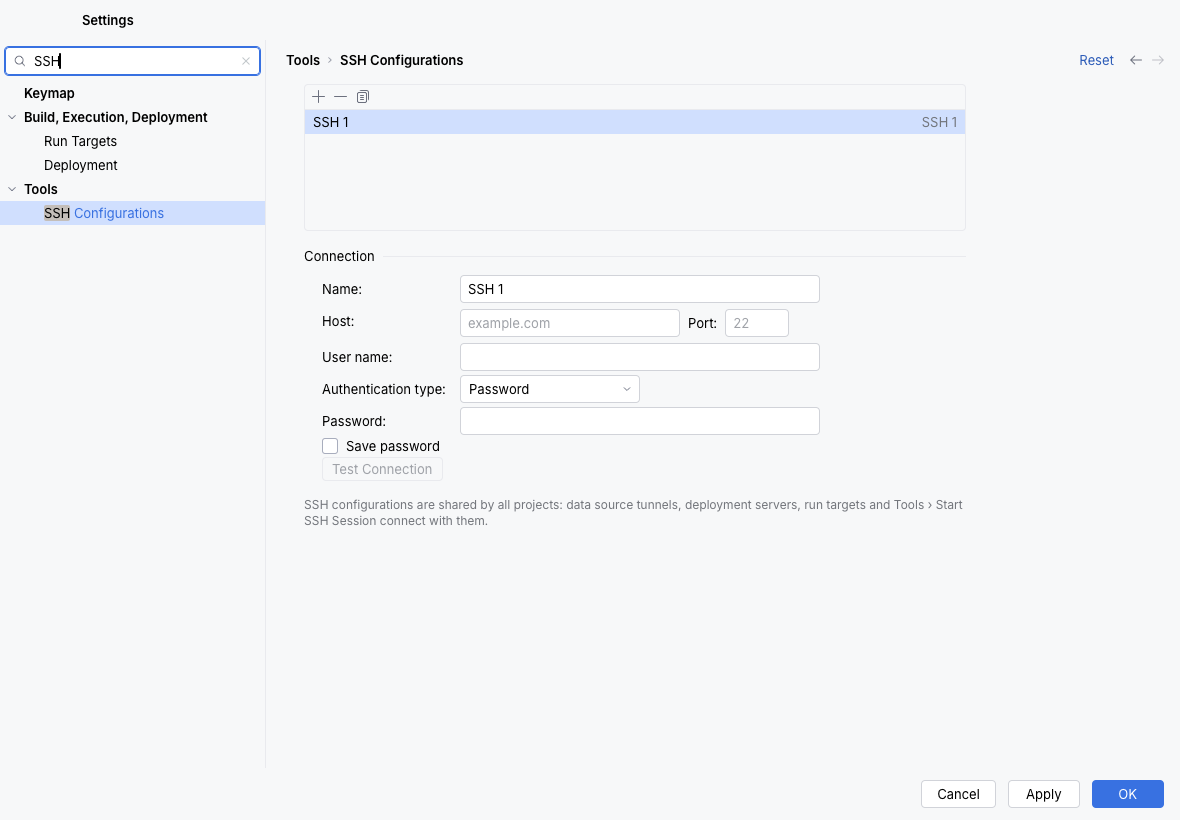 Settings
SSH
Keymap
Build, Execution, Deployment
Run Targets
Deployment
Tools
SSH Configurations
Tools › SSH Configurations
Reset
SSH 1 SSH 1
Connection
Name: SSH 1
Host: example.com Port: 22
User name:
Authentication type: Password
Password:
Save password
Test Connection
SSH configurations are shared by all projects: data source tunnels, deployment servers, run targets and Tools › Start
SSH Session connect with them.
Cancel Apply OK